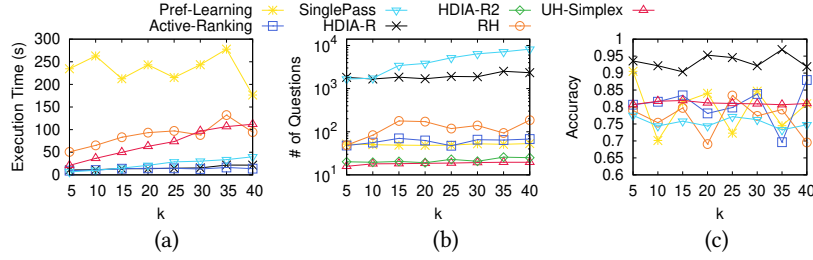 Pref-Learning SinglePass HDIA-R2 UH-Simplex
Active-Ranking HDIA-R RH
Execution Time (s)
300
250
200
150
100
50
0
5 10 15 20 25 30 35 40
k
(a)
# of Questions
10^4
10^3
10^2
10^1
5 10 15 20 25 30 35 40
k
(b)
Accuracy
1
0.95
0.9
0.85
0.8
0.75
0.7
0.65
0.6
5 10 15 20 25 30 35 40
k
(c)